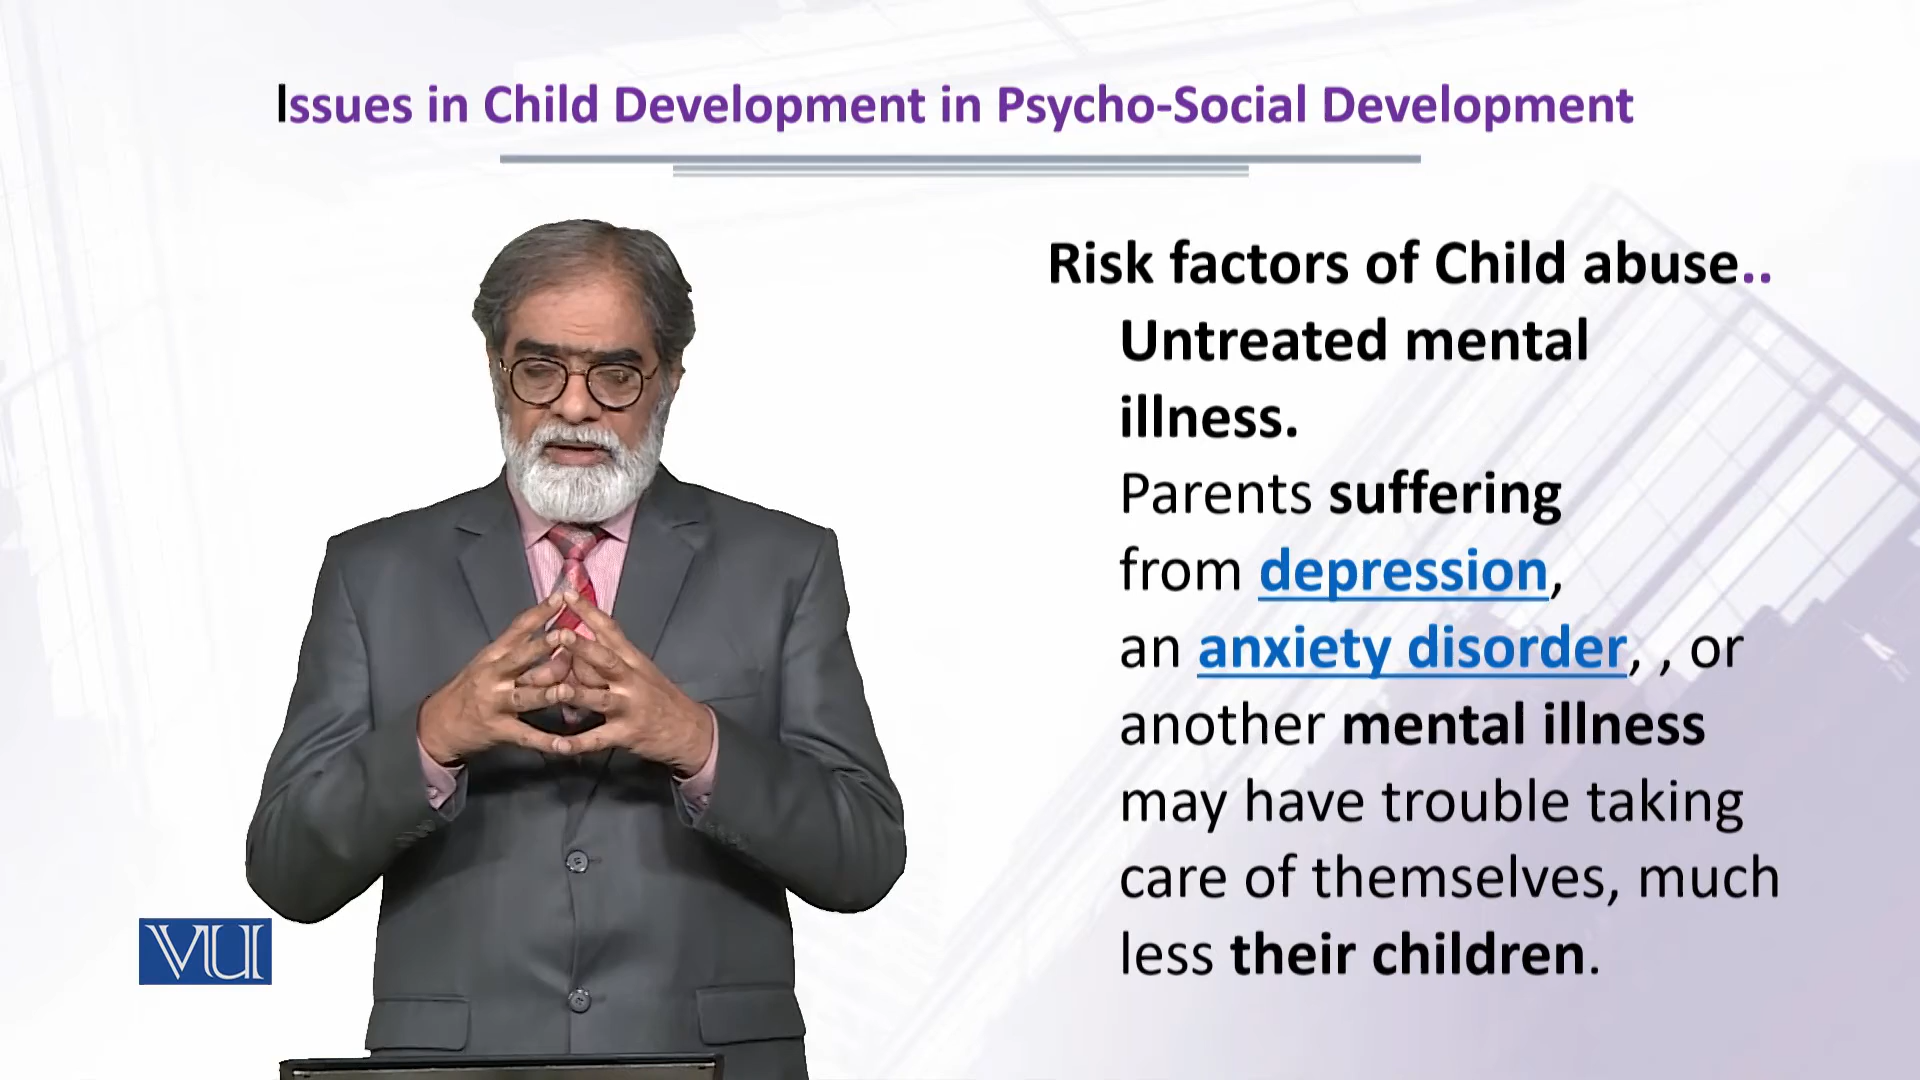 Issues in Child Development in Psycho-Social Development
Risk factors of Child abuse..
Untreated mental
illness.
Parents suffering
from depression,
an anxiety disorder, , or
another mental illness
may have trouble taking
care of themselves, much
less their children.
VU